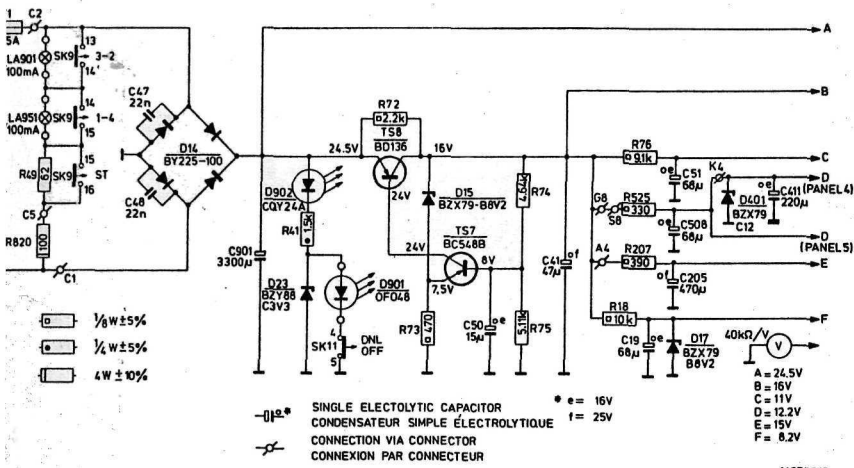 C2
5A
LA901
100mA
SK9
13
3-2
14'
LA951
100mA
SK9
14
1-4
15
R49
62
SK9
15
ST
16
C5
R820
100
C1
C47
22n
D14
BY225-100
C48
22n
24.5V
R72
2.2k
TS8
BD136
16V
24V
D902
CQY24A
R41
1.5k
C901
3300µ
D23
BZY88
C3V3
D901
OF048
4
SK11
5
DNL
OFF
D15
BZX79-B8V2
4.64k
R74
TS7
BC548B
24V
8V
7,5V
R73
470
C50
15µ
e
5.11k
R75
C41
47µ
f
R76
9.1k
e
C51
68µ
K4
G8
S8
R525
330
e
C508
68µ
D401
BZX79
C12
e
C411
220µ
A4
R207
390
f
C205
470µ
R18
10k
C19
68µ
e
D17
BZX79
B8V2
40kΩ/V
V
A
B
C
D
(PANEL4)
D
(PANEL5)
E
F
A = 24.5V
B = 16V
C = 11V
D = 12.2V
E = 15V
F = 8.2V
⅛W ±5%
¼W ±5%
4W ±10%
* SINGLE ELECTOLYTIC CAPACITOR
CONDENSATEUR SIMPLE ÉLECTROLYTIQUE
* e = 16V
f = 25V
CONNECTION VIA CONNECTOR
CONNEXION PAR CONNECTEUR